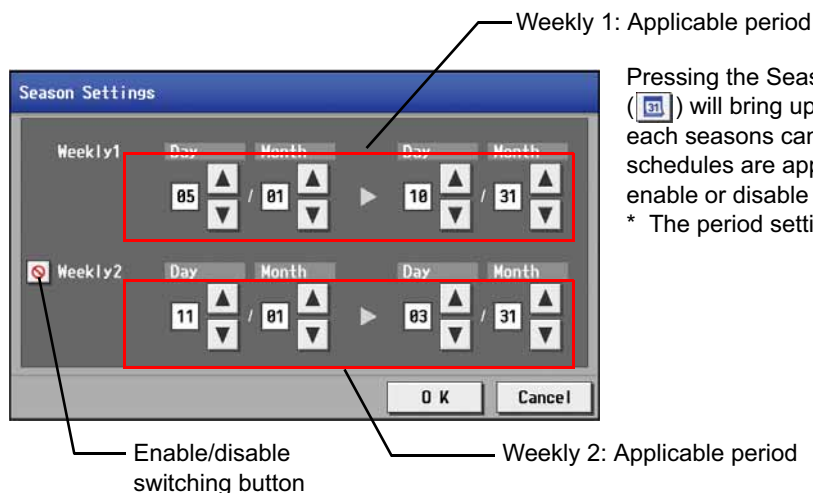 Weekly 1: Applicable period
Season Settings
Weekly1
Day Month Day Month
05 / 01 10 / 31
Weekly2
Day Month Day Month
11 / 01 03 / 31
O K Cancel
Enable/disable
switching button
Weekly 2: Applicable period
Pressing the Seas
( 31 ) will bring up
each seasons can
schedules are app
enable or disable
* The period setti